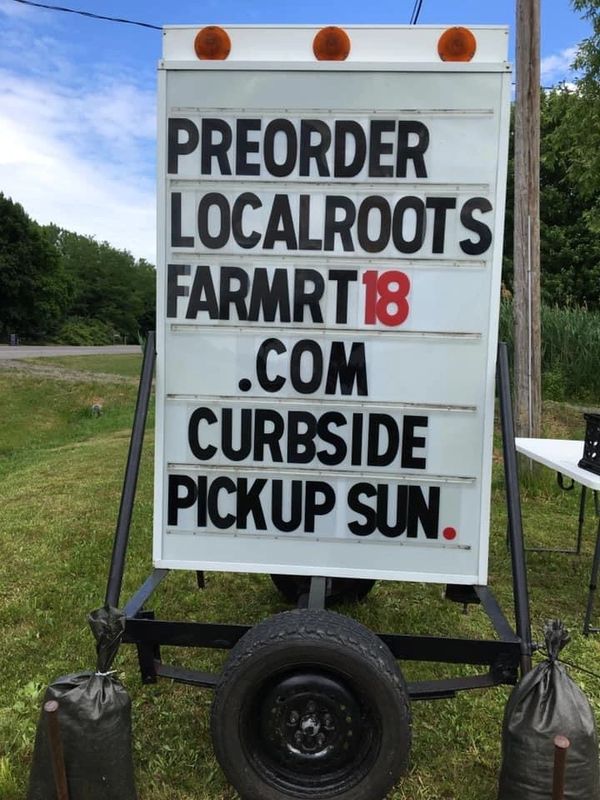 PREORDER
LOCALROOTS
FARMRT18
.COM
CURBSIDE
PICKUP SUN.